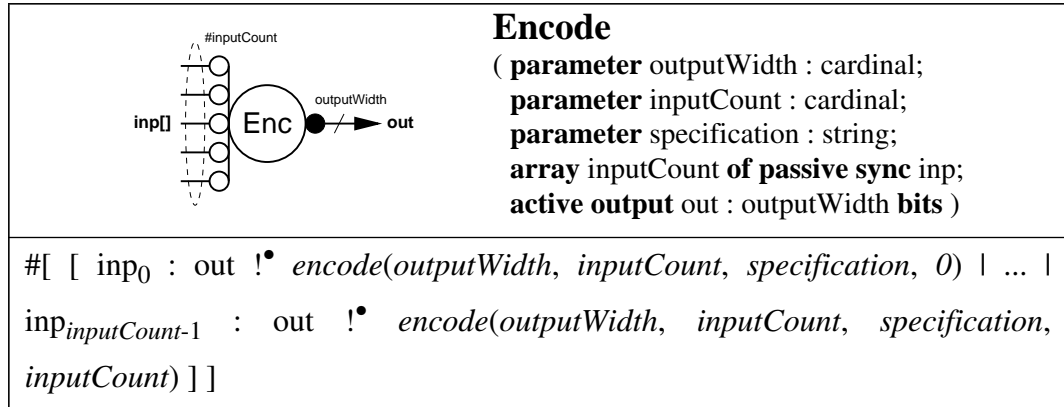 #inputCount
inp[]
Enc
outputWidth
out
Encode
( parameter outputWidth : cardinal;
parameter inputCount : cardinal;
parameter specification : string;
array inputCount of passive sync inp;
active output out : outputWidth bits )
#[ [ inp0 : out !• encode(outputWidth, inputCount, specification, 0) | ... |
inpinputCount-1 : out !• encode(outputWidth, inputCount, specification,
inputCount) ] ]